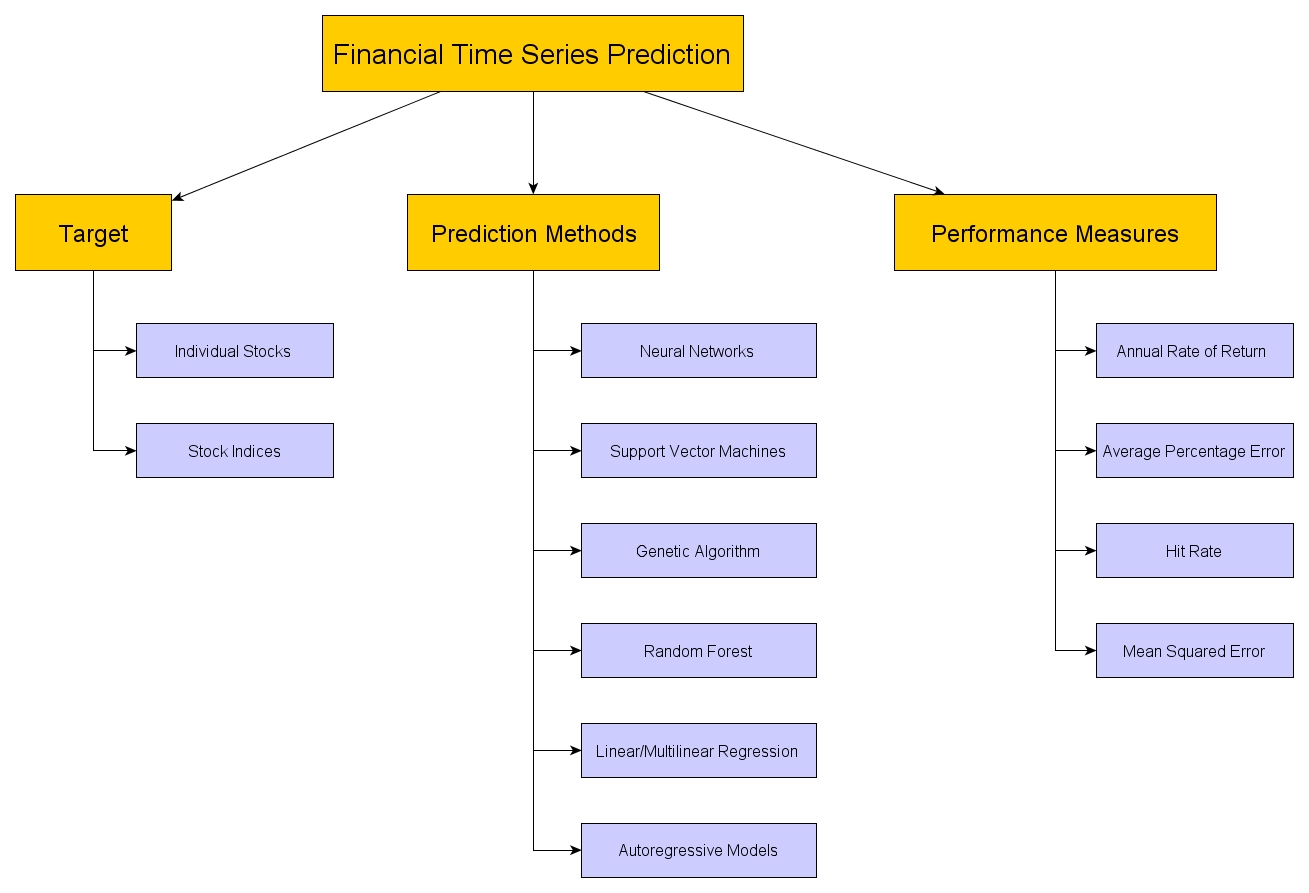 Financial Time Series Prediction
Target
Prediction Methods
Performance Measures
Individual Stocks
Stock Indices
Neural Networks
Support Vector Machines
Genetic Algorithm
Random Forest
Linear/Multilinear Regression
Autoregressive Models
Annual Rate of Return
Average Percentage Error
Hit Rate
Mean Squared Error